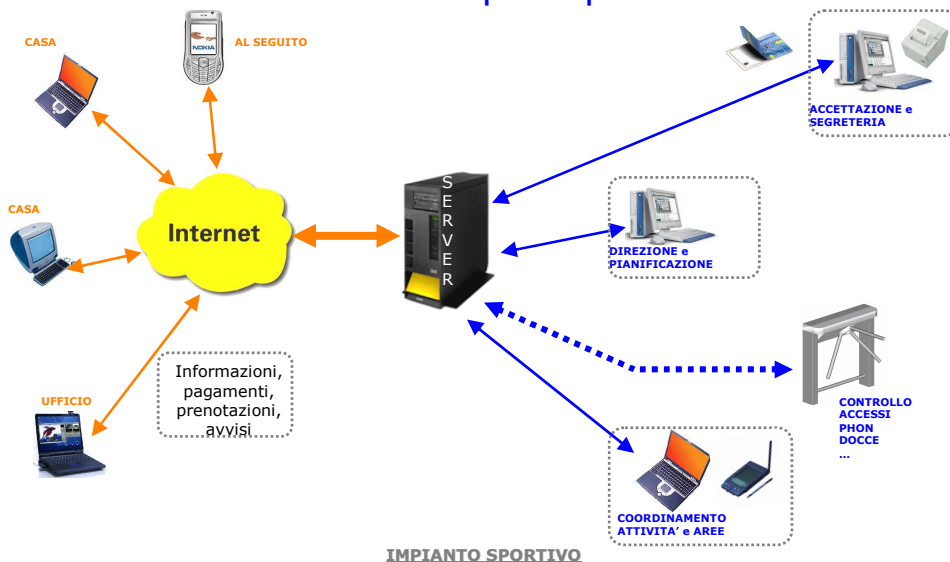 CASA
AL SEGUITO
NOKIA
CASA
Internet
UFFICIO
Informazioni,
pagamenti,
prenotazioni,
avvisi
SERVER
ACCETTAZIONE e
SEGRETERIA
DIREZIONE e
PIANIFICAZIONE
CONTROLLO
ACCESSI
PHON
DOCCE
...
COORDINAMENTO
ATTIVITA’ e AREE
IMPIANTO SPORTIVO